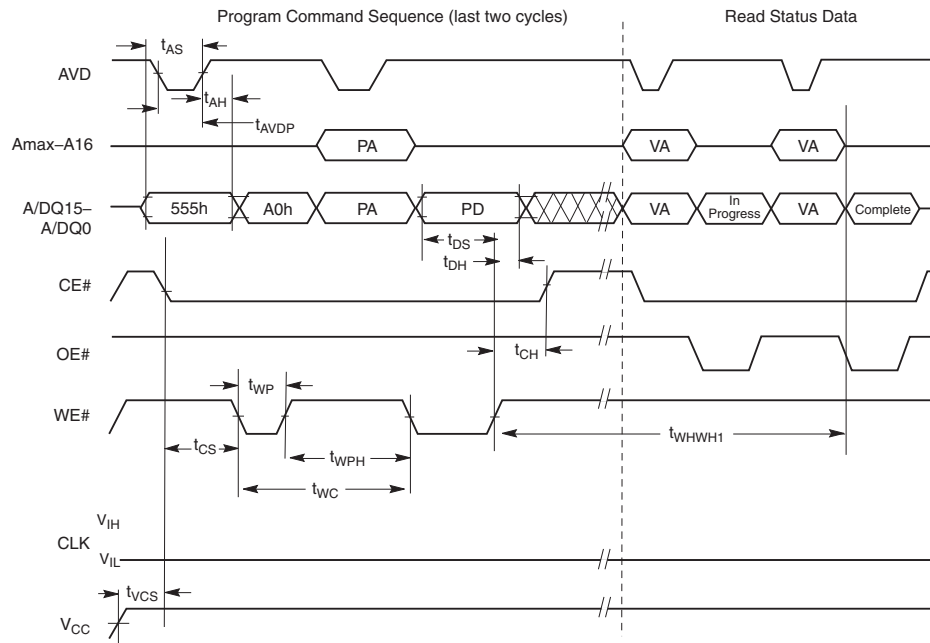 Program Command Sequence (last two cycles)
Read Status Data
tAS
AVD
tAH
tAVDP
Amax–A16
PA
VA
VA
A/DQ15–
A/DQ0
555h
A0h
PA
PD
VA
In
Progress
VA
Complete
tDS
tDH
CE#
OE#
tCH
tWP
WE#
tCS
tWPH
tWHWH1
tWC
VIH
CLK
VIL
tVCS
VCC